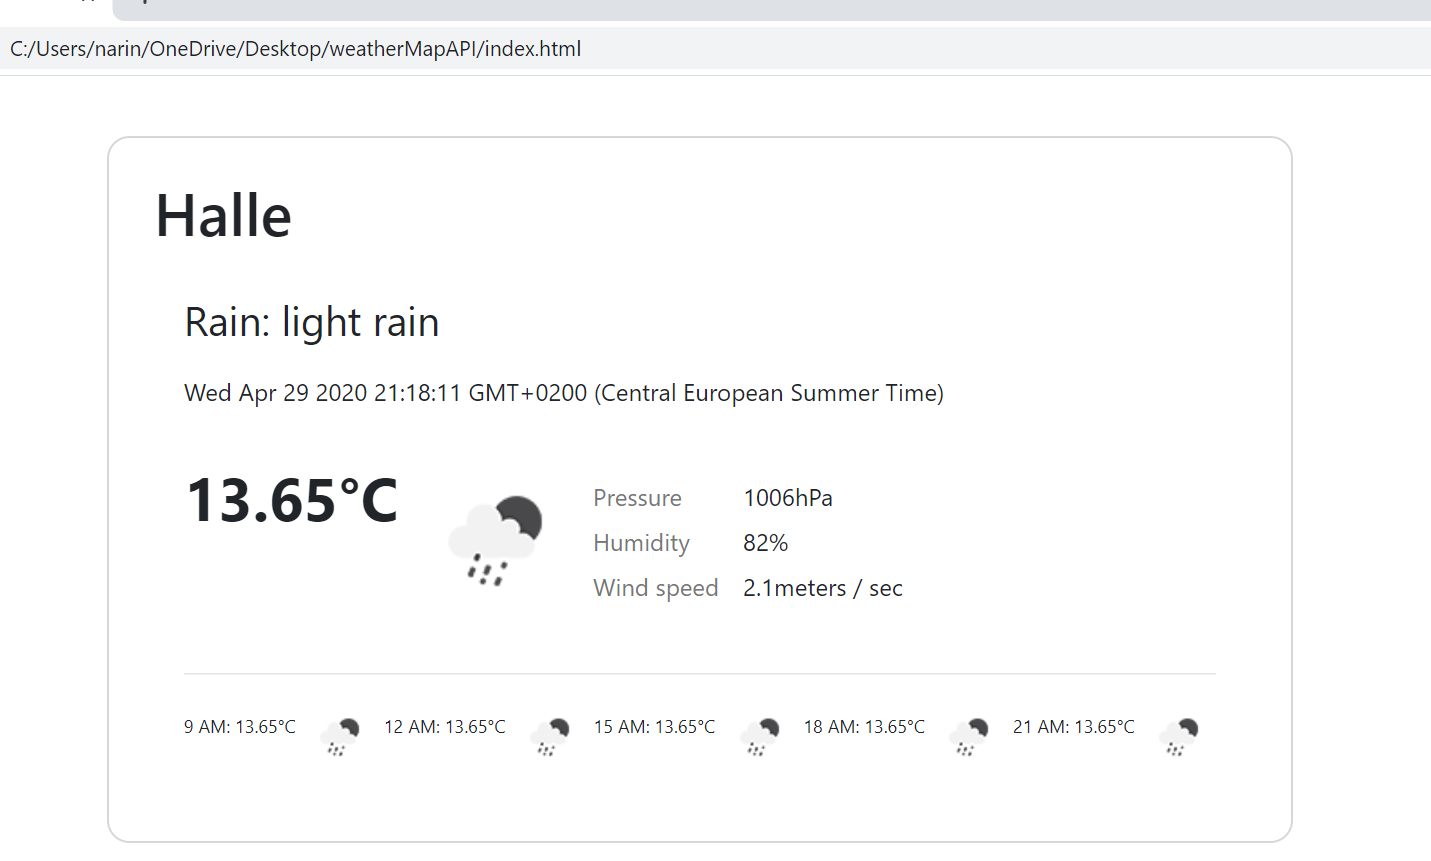 C:/Users/narin/OneDrive/Desktop/weatherMapAPI/index.html
Halle
Rain: light rain
Wed Apr 29 2020 21:18:11 GMT+0200 (Central European Summer Time)
13.65°C
Pressure 1006hPa
Humidity 82%
Wind speed 2.1meters / sec
9 AM: 13.65°C 12 AM: 13.65°C 15 AM: 13.65°C 18 AM: 13.65°C 21 AM: 13.65°C